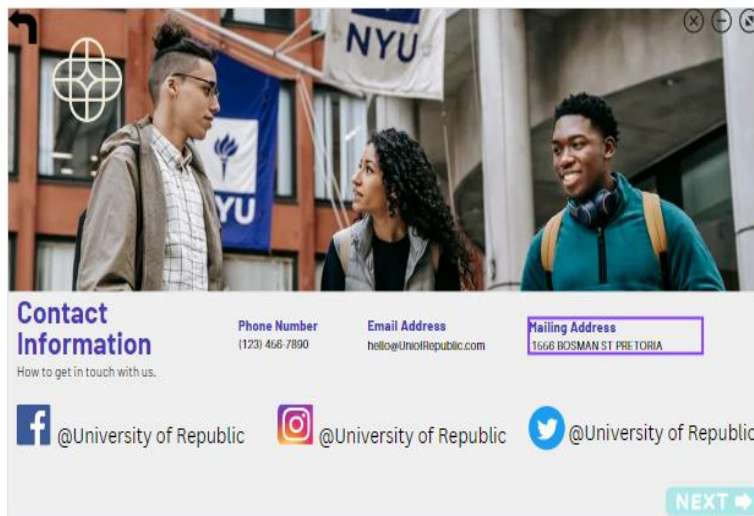 NYU
YU
Contact
Information
How to get in touch with us.
Phone Number
(123) 456-7890
Email Address
hello@UniofRepublic.com
Mailing Address
1666 BOSMAN ST PRETORIA
@University of Republic
@University of Republic
@University of Republic
NEXT